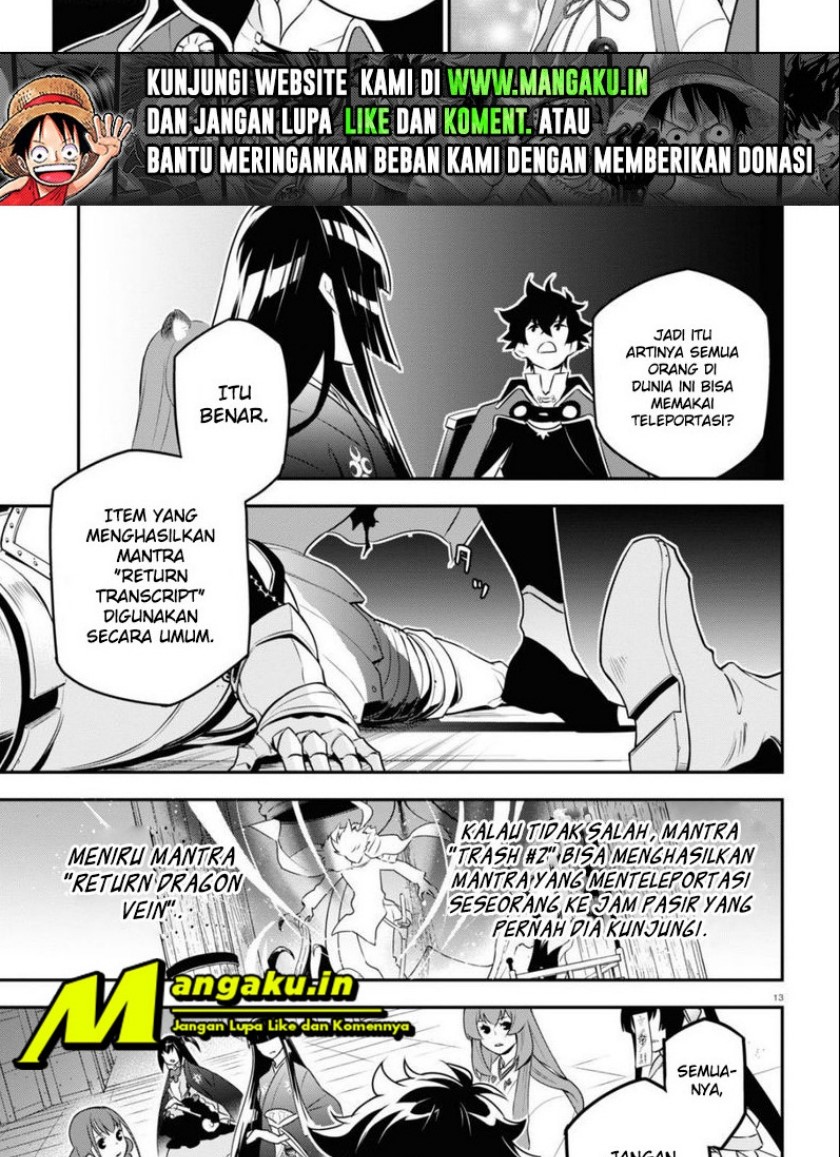 KUNJUNGI WEBSITE KAMI DI WWW.MANGAKU.IN
DAN JANGAN LUPA LIKE DAN KOMENT. ATAU
BANTU MERINGANKAN BEBAN KAMI DENGAN MEMBERIKAN DONASI
JADI ITU
ARTINYA SEMUA
ORANG DI
DUNIA INI BISA
MEMAKAI
TELEPORTASI?
ITU
BENAR.
ITEM YANG
MENGHASILKAN
MANTRA
"RETURN
TRANSCRIPT"
DIGUNAKAN
SECARA UMUM.
KALAU TIDAK SALAH, MANTRA
"TRASH #2" BISA MENGHASILKAN
MANTRA YANG MENTELEPORTASI
SESEORANG KE JAM PASIR YANG
PERNAH DIA KUNJUNGI.
MENIRU MANTRA
"RETURN DRAGON
VEIN".
13
Mangaku.in
Jangan Lupa Like dan Komennya
SEMUA-
NYA,
JANGAN